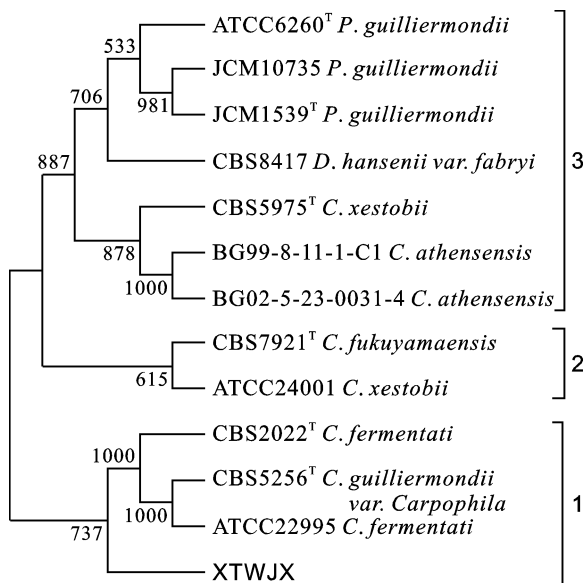 ATCC6260ᵀ P. guilliermondii
533
JCM10735 P. guilliermondii
706
981
JCM1539ᵀ P. guilliermondii
887
CBS8417 D. hansenii var. fabryi
3
CBS5975ᵀ C. xestobii
878
BG99-8-11-1-C1 C. athensensis
1000
BG02-5-23-0031-4 C. athensensis
CBS7921ᵀ C. fukuyamaensis
2
615
ATCC24001 C. xestobii
CBS2022ᵀ C. fermentati
1000
CBS5256ᵀ C. guilliermondii
var. Carpophila
1
1000
ATCC22995 C. fermentati
737
XTWJX